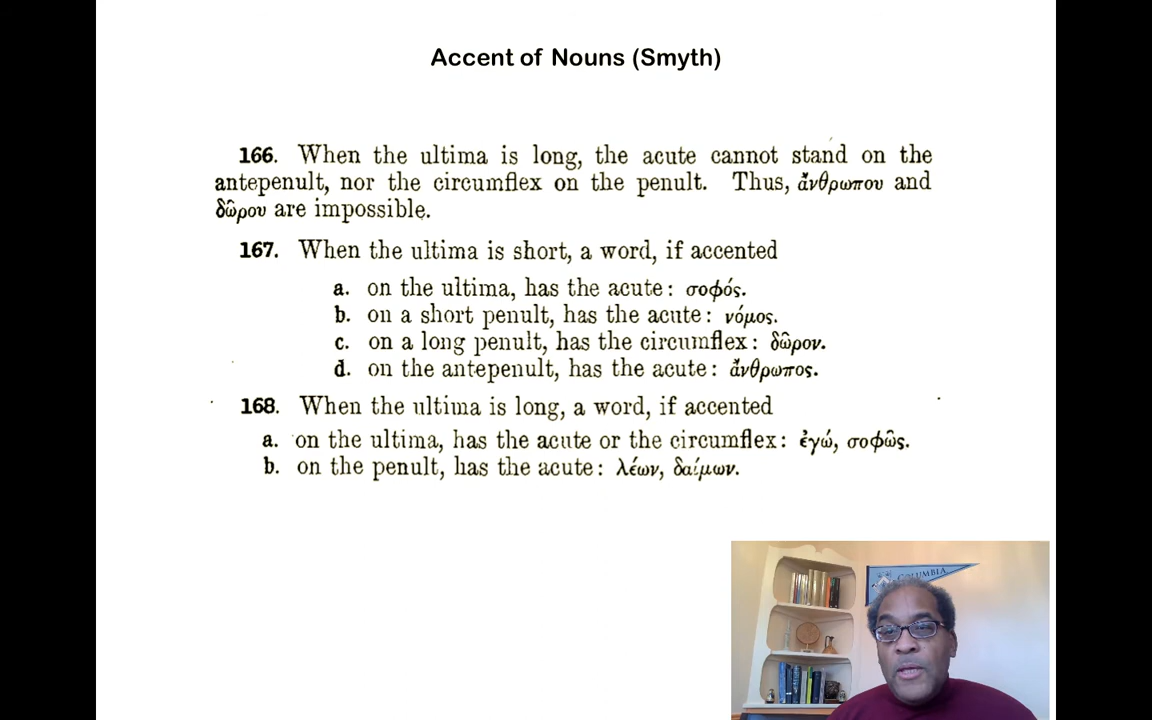 Accent of Nouns (Smyth)
166. When the ultima is long, the acute cannot stand on the
antepenult, nor the circumflex on the penult. Thus, ἄνθρωπου and
δῶρου are impossible.
167. When the ultima is short, a word, if accented
a. on the ultima, has the acute: σοφός.
b. on a short penult, has the acute: νόμος.
c. on a long penult, has the circumflex: δῶρον.
d. on the antepenult, has the acute: ἄνθρωπος.
168. When the ultima is long, a word, if accented
a. on the ultima, has the acute or the circumflex: ἐγώ, σοφῶς.
b. on the penult, has the acute: λέων, δαίμων.
COLUMBIA